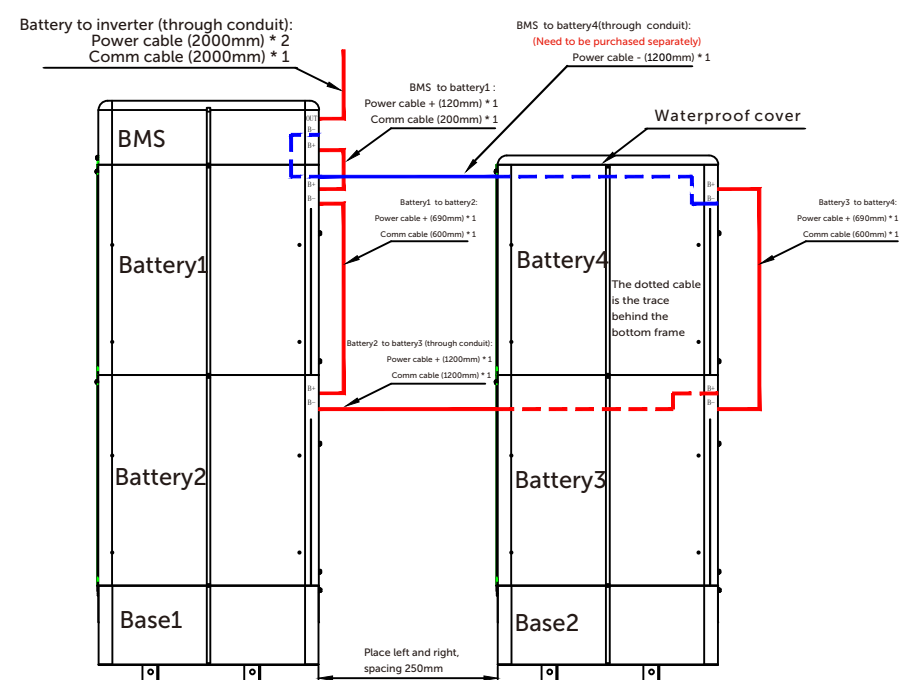 Battery to inverter (through conduit):
Power cable (2000mm) * 2
Comm cable (2000mm) * 1
BMS to battery4(through conduit):
(Need to be purchased separately)
Power cable - (1200mm) * 1
BMS to battery1 :
Power cable + (120mm) * 1
Comm cable (200mm) * 1
Waterproof cover
OUT
B-
B+
BMS
B+
B-
B+
B-
Battery1 to battery2:
Power cable + (690mm) * 1
Comm cable (600mm) * 1
Battery3 to battery4:
Power cable + (690mm) * 1
Comm cable (600mm) * 1
Battery1
Battery4
The dotted cable
is the trace
behind the
bottom frame
Battery2 to battery3 (through conduit):
Power cable + (1200mm) * 1
Comm cable (1200mm) * 1
B+
B-
B+
B-
Battery2
Battery3
Base1
Base2
Place left and right,
spacing 250mm